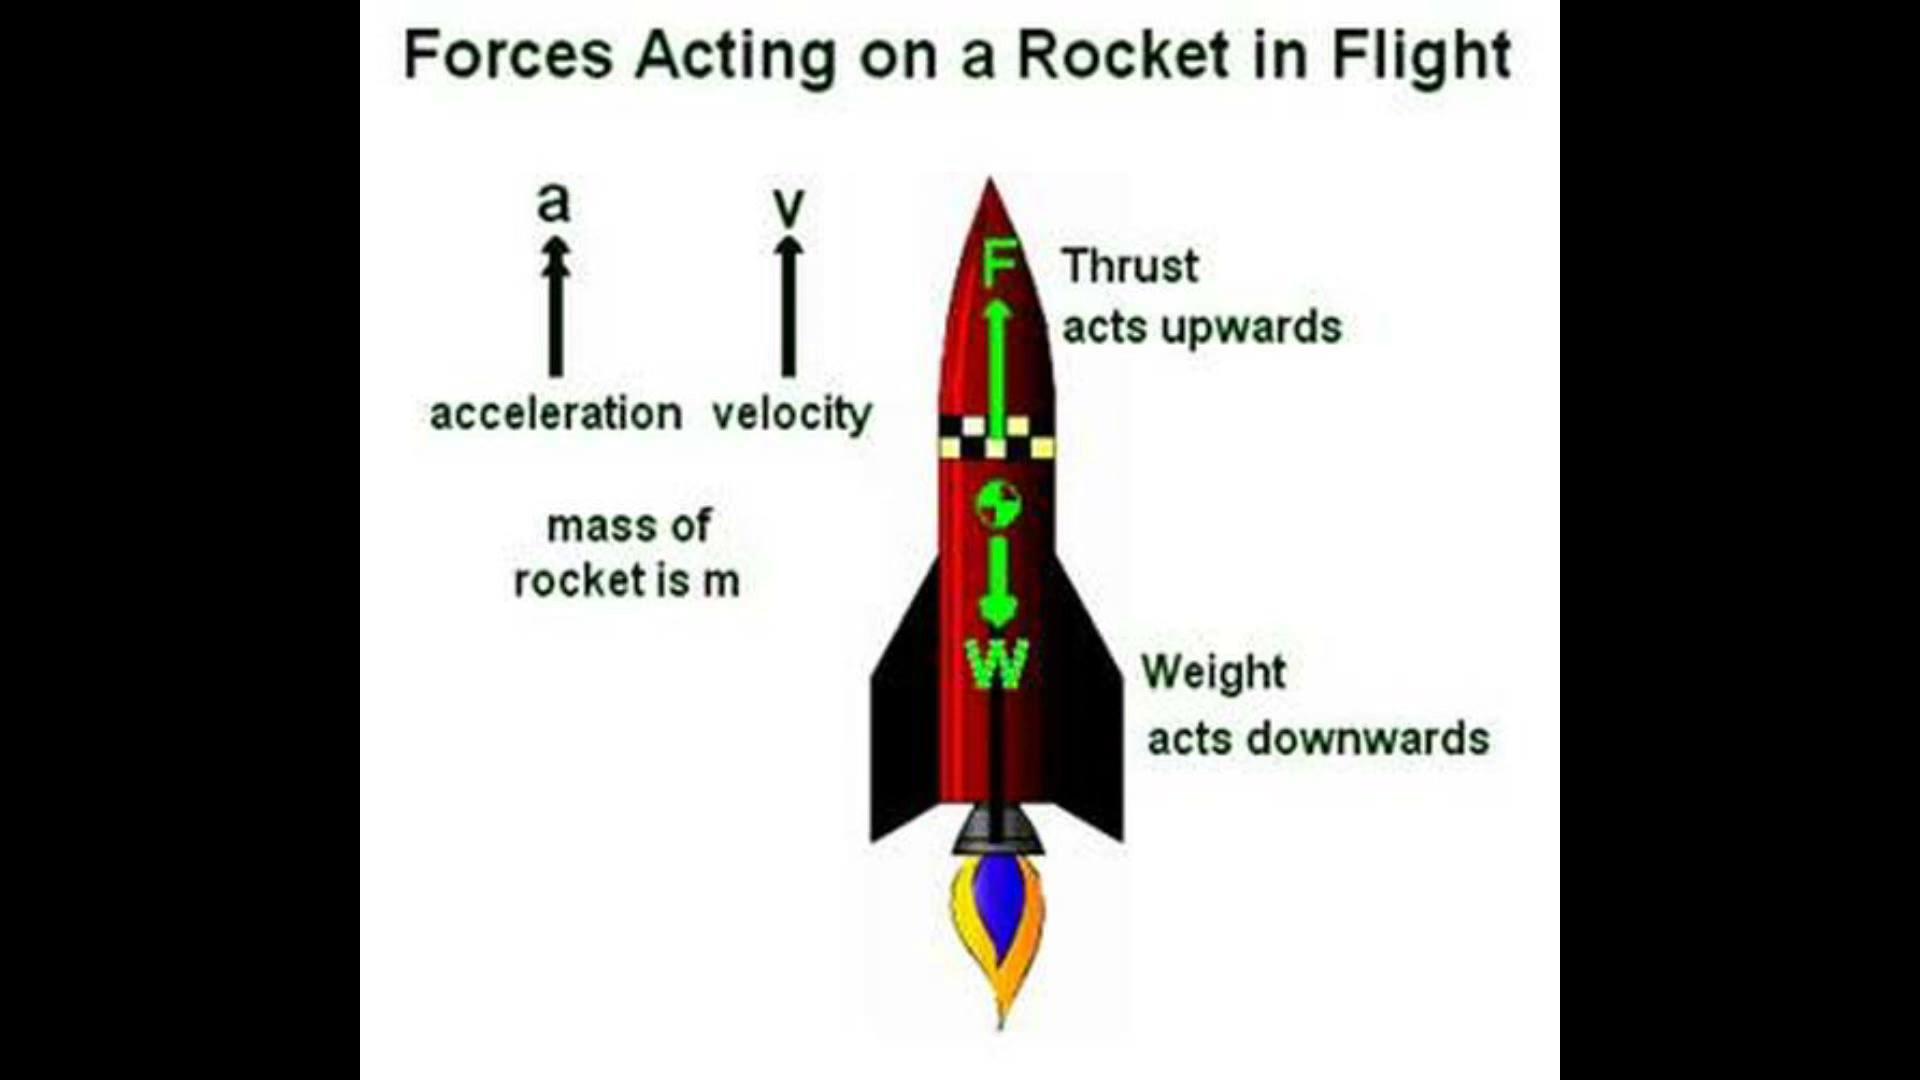 Forces Acting on a Rocket in Flight
a
v
acceleration velocity
mass of
rocket is m
F
Thrust
acts upwards
W
Weight
acts downwards